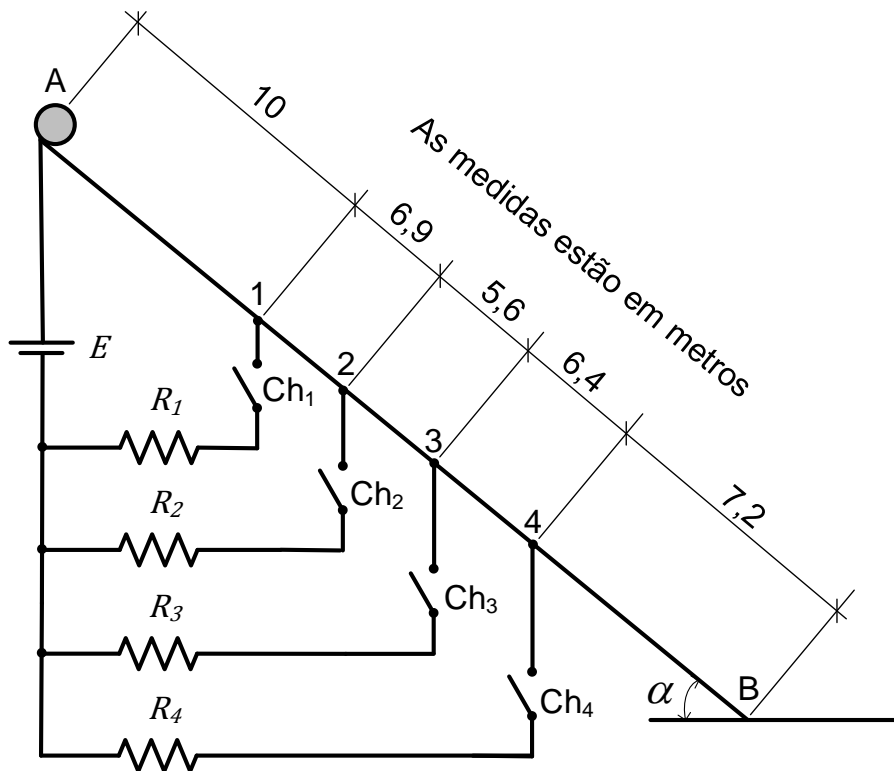 A
10
6,9
5,6
6,4
7,2
As medidas estão em metros
1
2
3
4
E
Ch1
R1
Ch2
R2
Ch3
R3
Ch4
R4
α
B